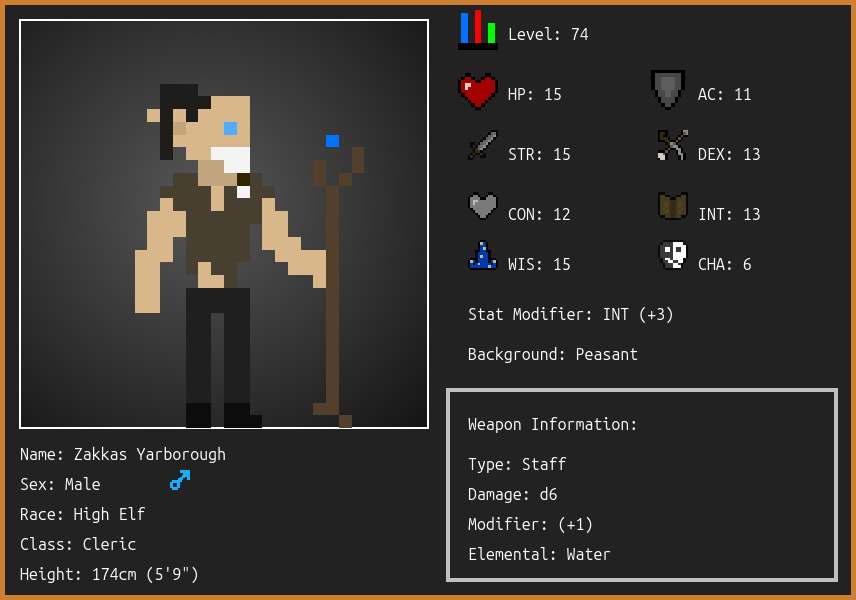 Level: 74
HP: 15
AC: 11
STR: 15
DEX: 13
CON: 12
INT: 13
WIS: 15
CHA: 6
Stat Modifier: INT (+3)
Background: Peasant
Weapon Information:
Type: Staff
Damage: d6
Modifier: (+1)
Elemental: Water
Name: Zakkas Yarborough
Sex: Male
Race: High Elf
Class: Cleric
Height: 174cm (5'9")